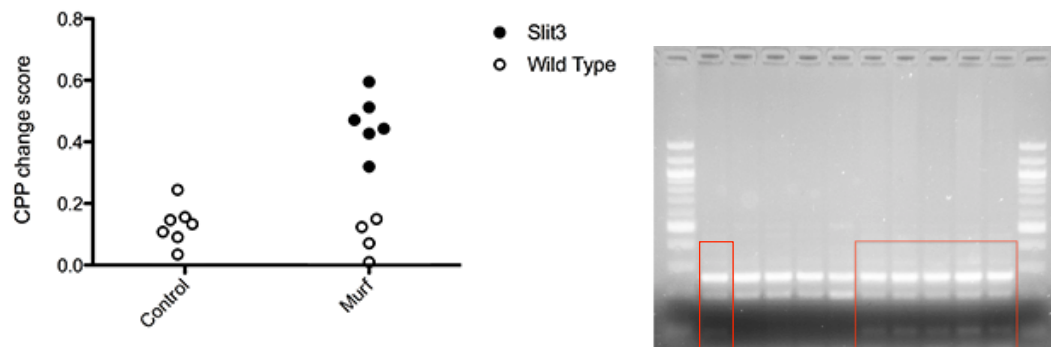 CPP change score
0.8
0.6
0.4
0.2
0.0
Control
Murf
Slit3
Wild Type